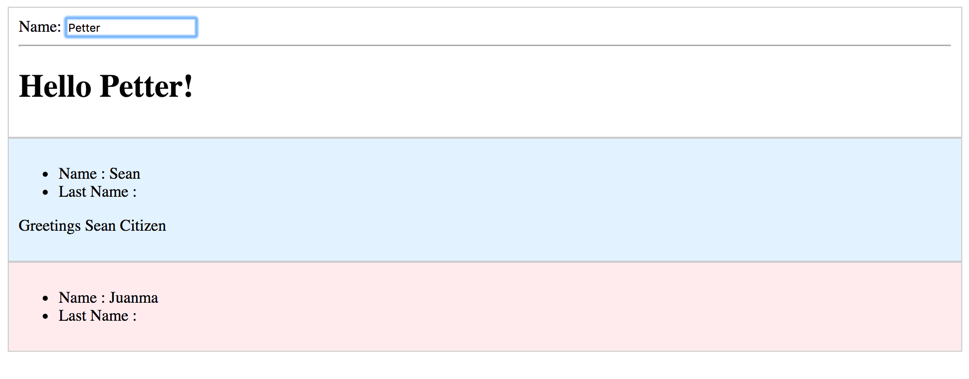 Name: Petter
Hello Petter!
• Name : Sean
• Last Name :
Greetings Sean Citizen
• Name : Juanma
• Last Name :